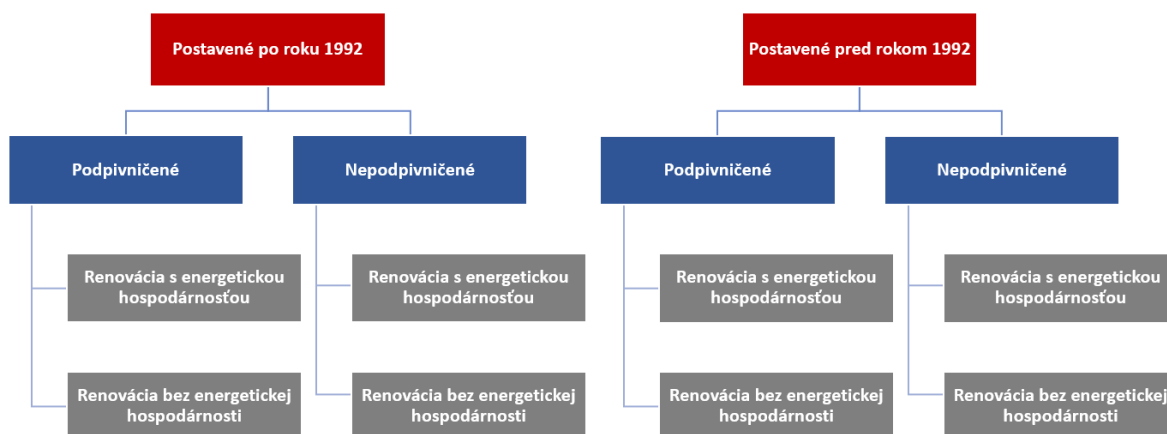 Postavené po roku 1992
Postavené pred rokom 1992
Podpivničené
Nepodpivničené
Podpivničené
Nepodpivničené
Renovácia s energetickou
hospodárnosťou
Renovácia s energetickou
hospodárnosťou
Renovácia s energetickou
hospodárnosťou
Renovácia s energetickou
hospodárnosťou
Renovácia bez energetickej
hospodárnosti
Renovácia bez energetickej
hospodárnosti
Renovácia bez energetickej
hospodárnosti
Renovácia bez energetickej
hospodárnosti